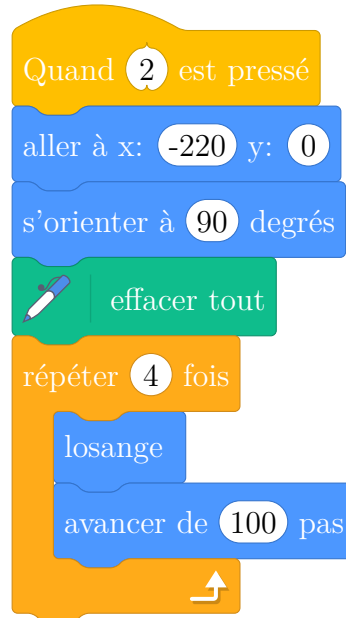 Quand 2 est pressé
aller à x: -220 y: 0
s'orienter à 90 degrés
effacer tout
répéter 4 fois
losange
avancer de 100 pas